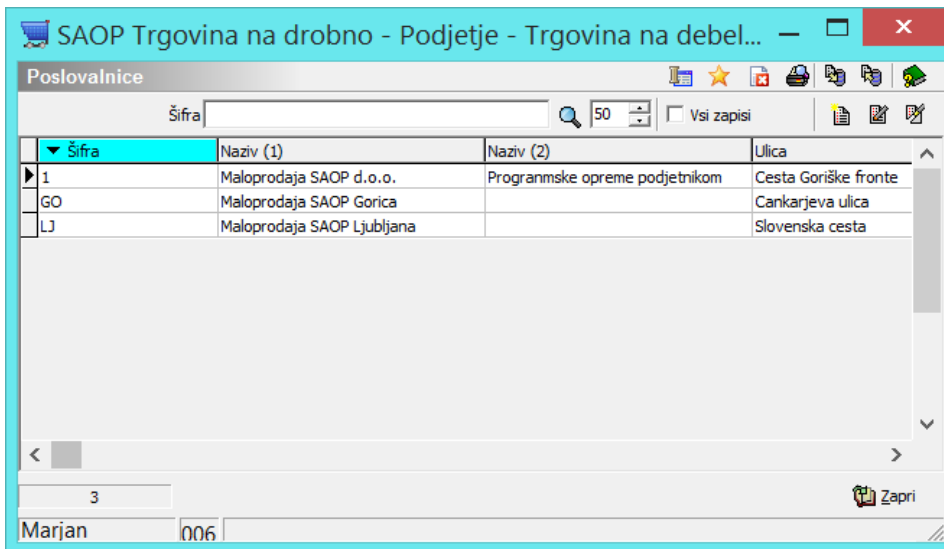 SAOP Trgovina na drobno - Podjetje - Trgovina na debel...
Poslovalnice
Šifra 50 Vsi zapisi
Šifra Naziv (1) Naziv (2) Ulica
1 Maloprodaja SAOP d.o.o. Progranmske opreme podjetnikom Cesta Goriške fronte
GO Maloprodaja SAOP Gorica Cankarjeva ulica
LJ Maloprodaja SAOP Ljubljana Slovenska cesta
3 Zapri
Marjan 006